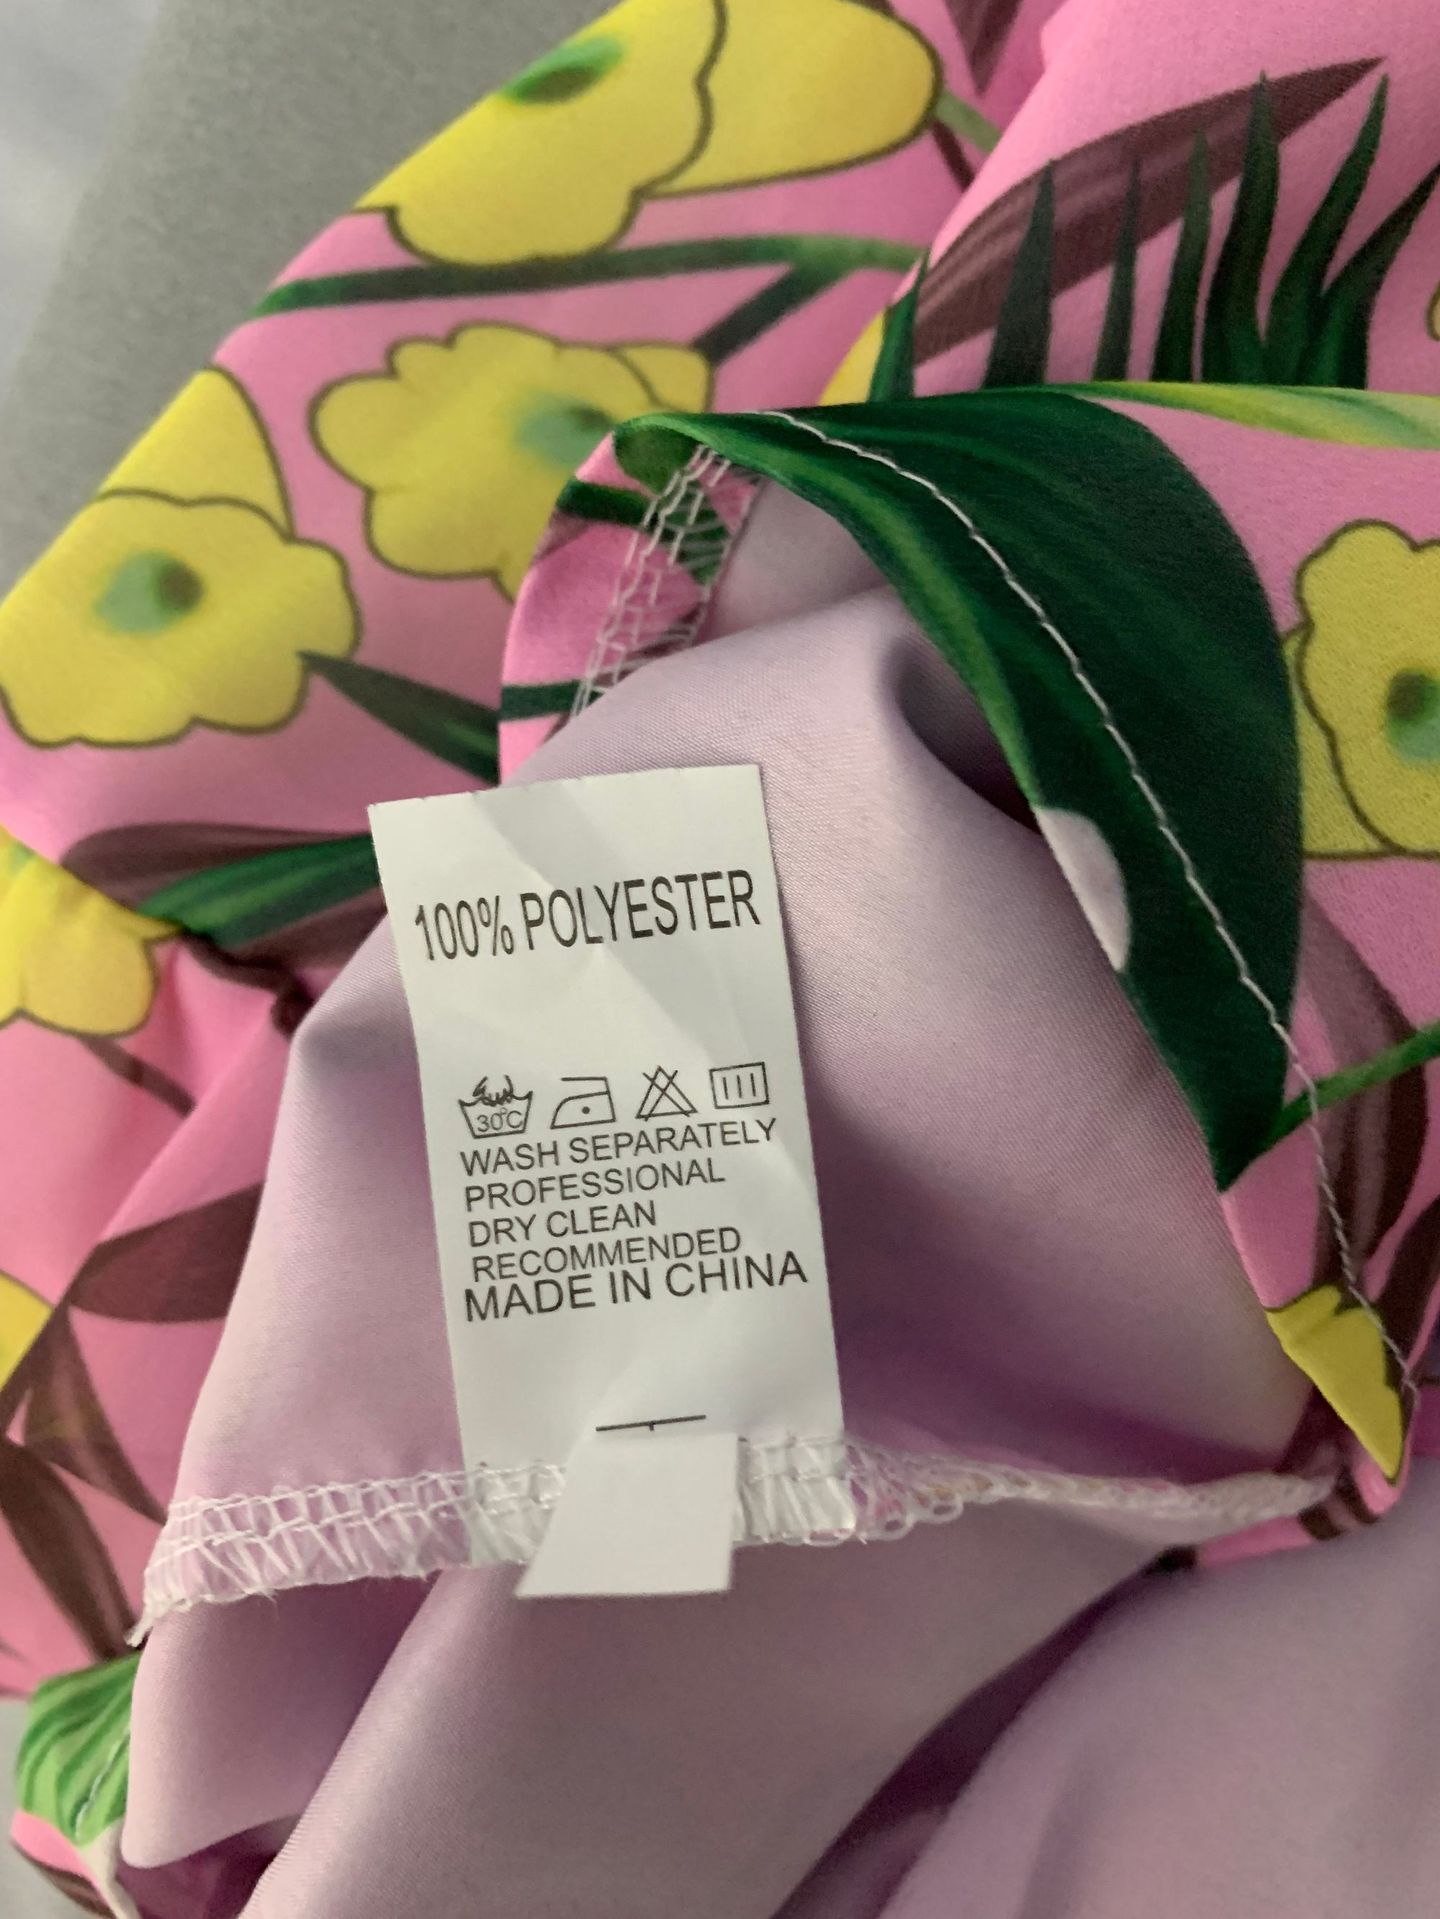 100% POLYESTER
30°C
WASH SEPARATELY
PROFESSIONAL
DRY CLEAN
RECOMMENDED
MADE IN CHINA